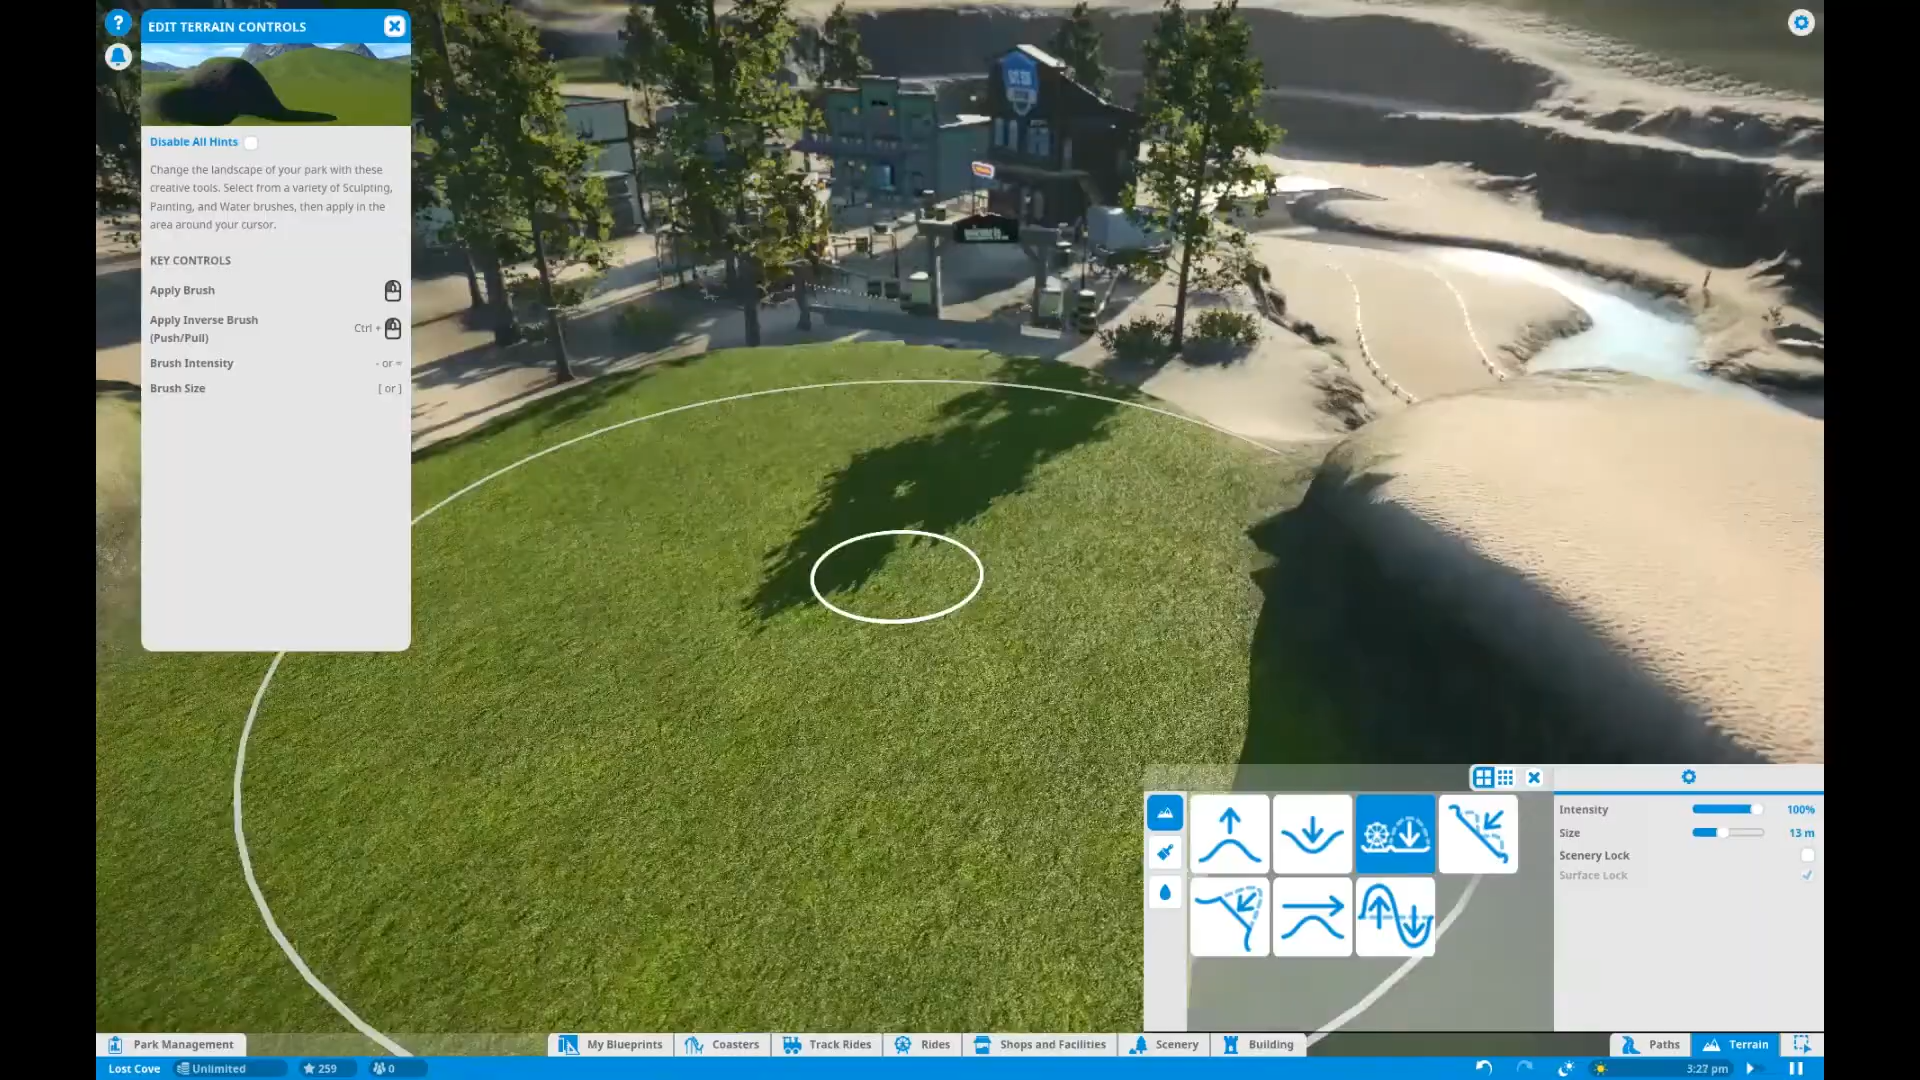 ?
EDIT TERRAIN CONTROLS
Disable All Hints
Change the landscape of your park with these
creative tools. Select from a variety of Sculpting,
Painting, and Water brushes, then apply in the
area around your cursor.
KEY CONTROLS
Apply Brush
Apply Inverse Brush
(Push/Pull)
Ctrl +
Brush Intensity
- or =
Brush Size
[ or ]
Intensity
100%
Size
13 m
Scenery Lock
Surface Lock
Park Management
My Blueprints
Coasters
Track Rides
Rides
Shops and Facilities
Scenery
Building
Paths
Terrain
Lost Cove
Unlimited
259
0
3:27 pm